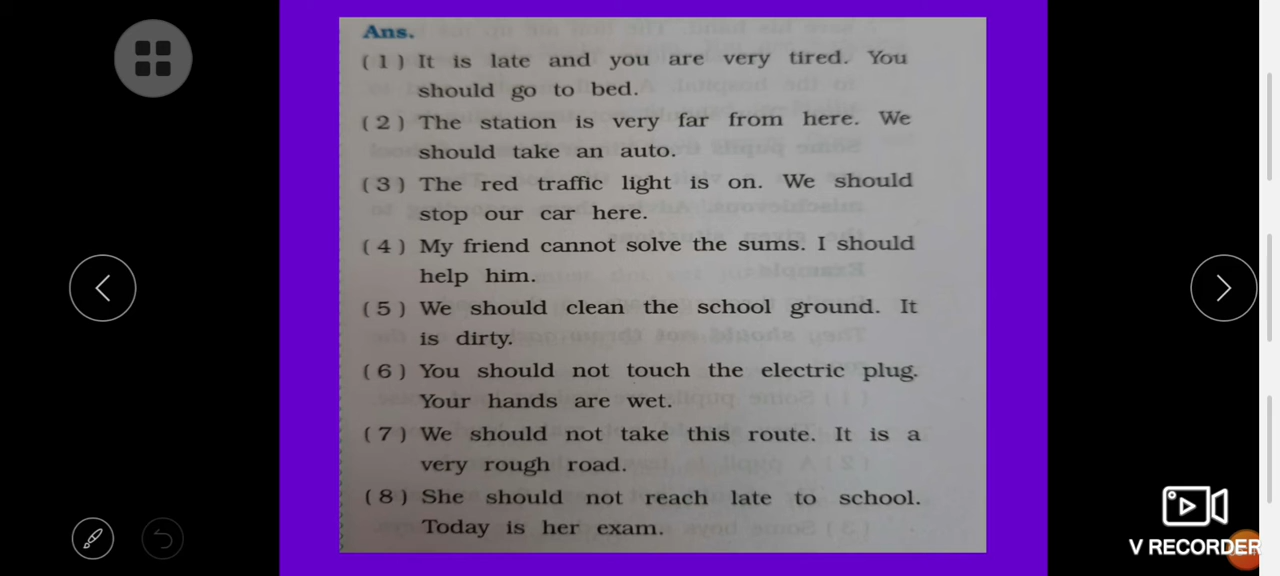 Ans.
( 1 ) It is late and you are very tired. You
should go to bed.
( 2 ) The station is very far from here. We
should take an auto.
( 3 ) The red traffic light is on. We should
stop our car here.
( 4 ) My friend cannot solve the sums. I should
help him.
( 5 ) We should clean the school ground. It
is dirty.
( 6 ) You should not touch the electric plug.
Your hands are wet.
( 7 ) We should not take this route. It is a
very rough road.
( 8 ) She should not reach late to school.
Today is her exam.
V RECORDER